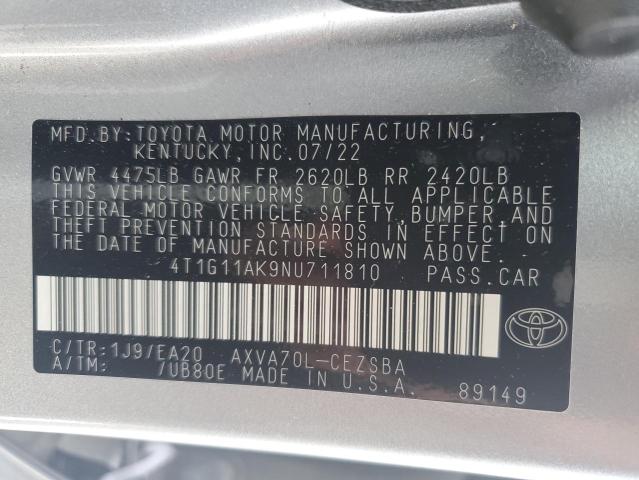 MFD. BY: TOYOTA MOTOR MANUFACTURING,
KENTUCKY, INC. 07/22
GVWR 4475LB GAWR FR 2620LB RR 2420LB
THIS VEHICLE CONFORMS TO ALL APPLICABLE
FEDERAL MOTOR VEHICLE SAFETY, BUMPER, AND
THEFT PREVENTION STANDARDS IN EFFECT ON
THE DATE OF MANUFACTURE SHOWN ABOVE.
4T1G11AK9NU711810 PASS. CAR
C/TR: 1J9/EA20 AXVA70L-CEZSBA
A/TM: /UB80E MADE IN U.S.A. 89149